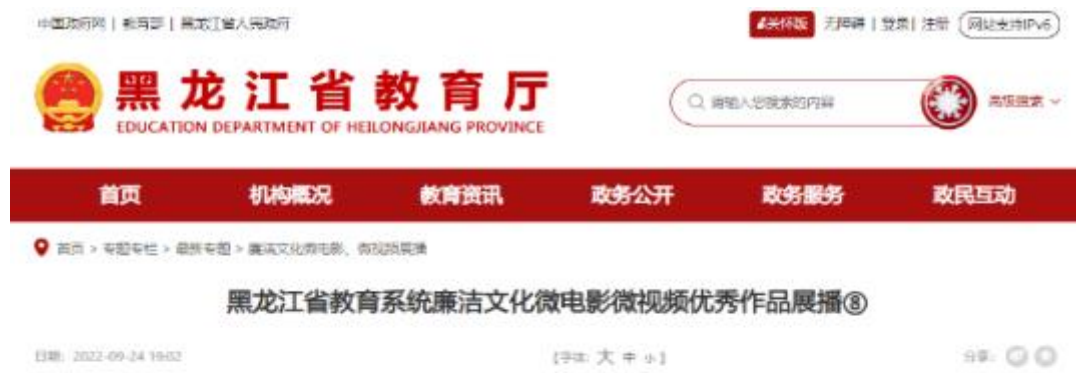 中国政府网 | 教育部 | 黑龙江省人民政府
关怀版 无障碍 | 登录 | 注册 网站支持IPv6
黑龙江省教育厅
EDUCATION DEPARTMENT OF HEILONGJIANG PROVINCE
请输入您搜索的内容
高级搜索
首页 机构概况 教育资讯 政务公开 政务服务 政民互动
首页 > 专题专栏 > 最新专题 > 廉洁文化微电影、微视频展播
黑龙江省教育系统廉洁文化微电影微视频优秀作品展播⑧
日期: 2022-09-24 19:02 [字体: 大 中 小] 分享: